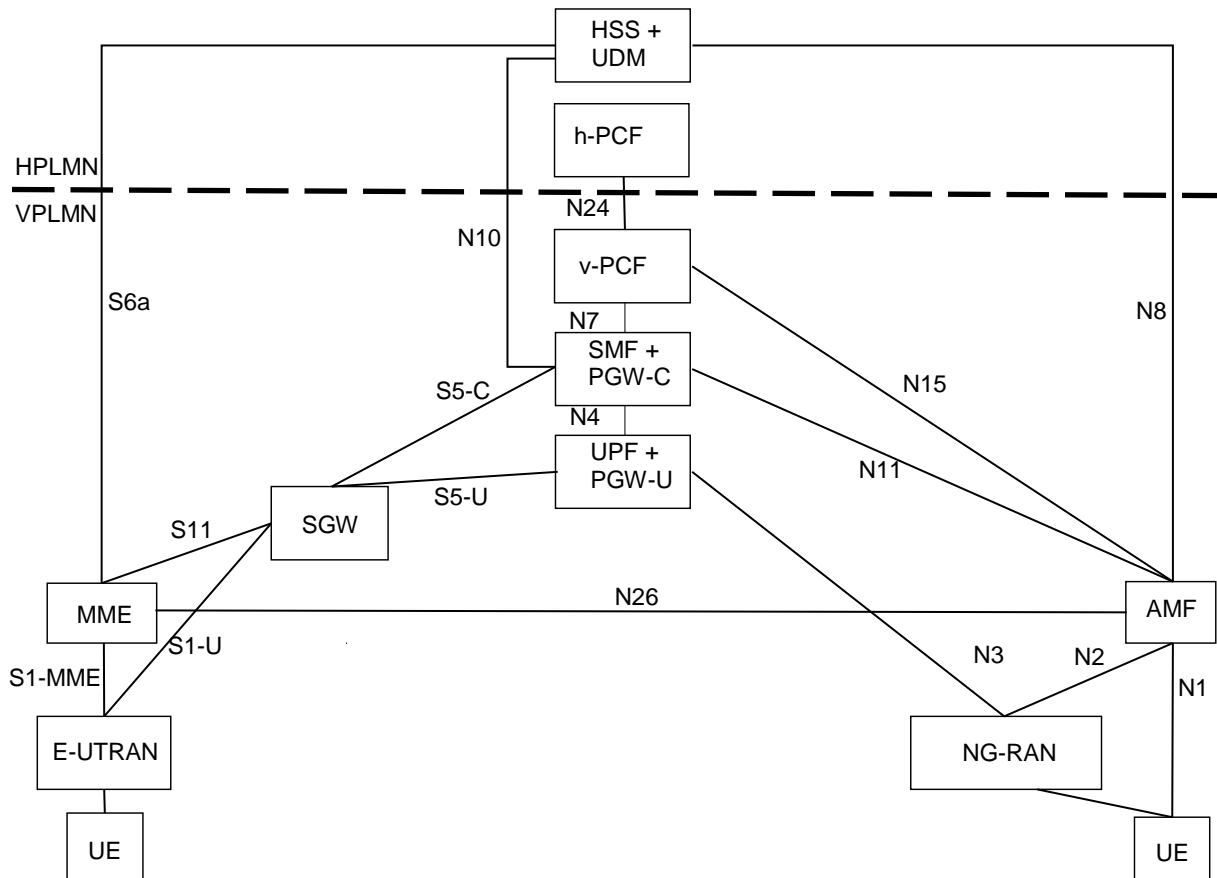 HSS +
UDM
h-PCF
HPLMN
VPLMN
N24
N10
v-PCF
S6a
N8
N7
SMF +
PGW-C
N15
S5-C
N4
UPF +
PGW-U
N11
S5-U
SGW
S11
N26
MME
AMF
S1-U
N3
N2
S1-MME
N1
E-UTRAN
NG-RAN
UE
UE